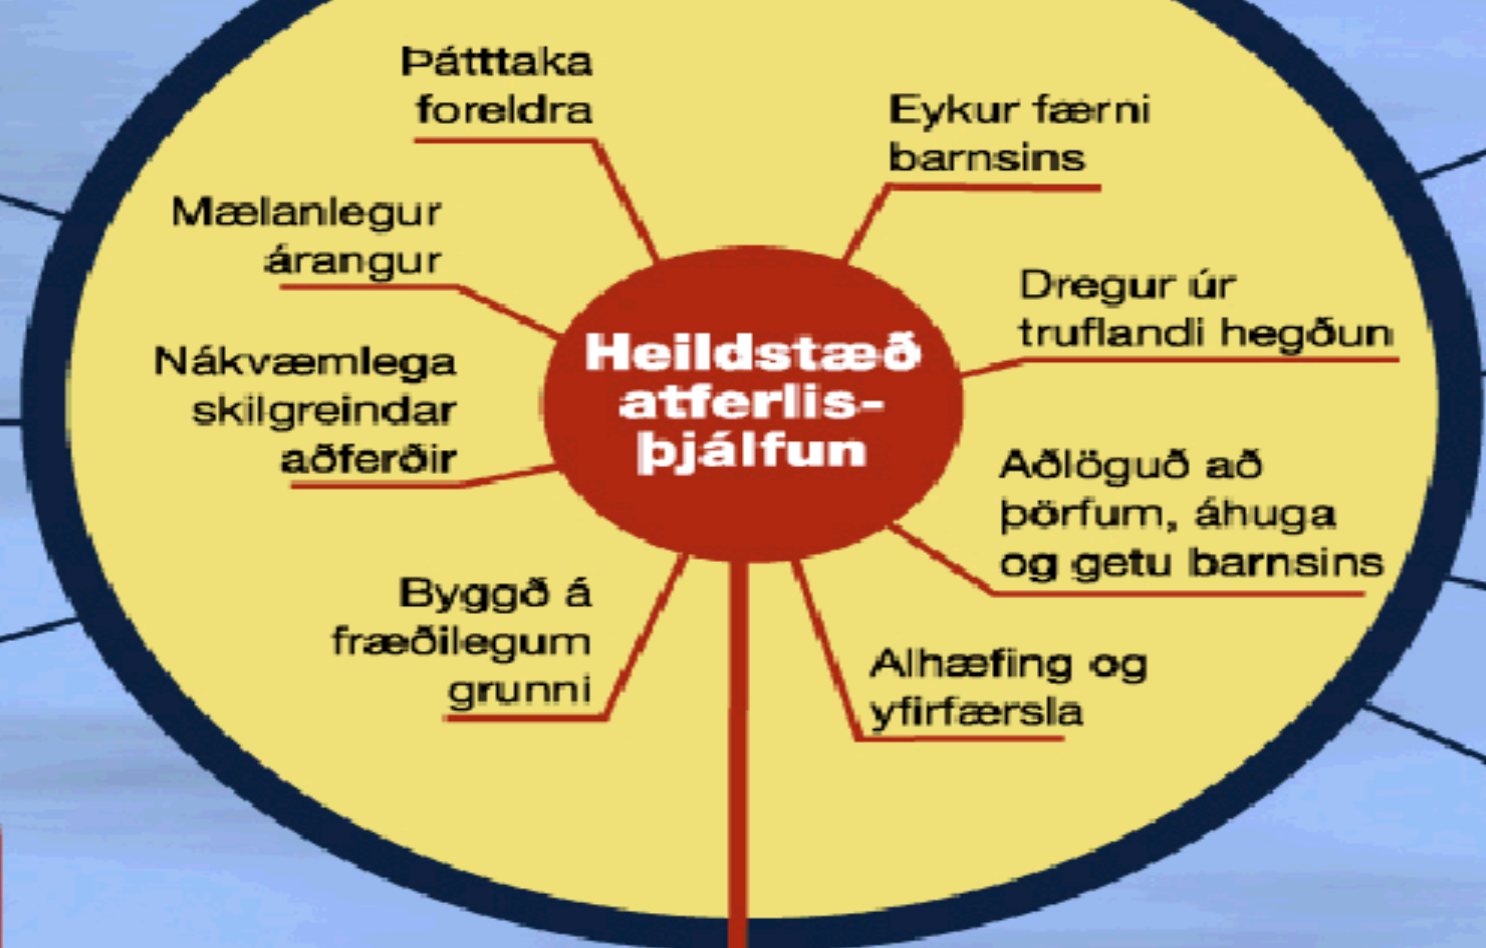 Þátttaka
foreldra
Eykur færni
barnsins
Mælanlegur
árangur
Dregur úr
truflandi hegðun
Nákvæmlega
skilgreindar
aðferðir
Heildstæð
atferlis-
þjálfun
Aðlöguð að
þörfum, áhuga
og getu barnsins
Byggð á
fræðilegum
grunni
Alhæfing og
yfirfærsla